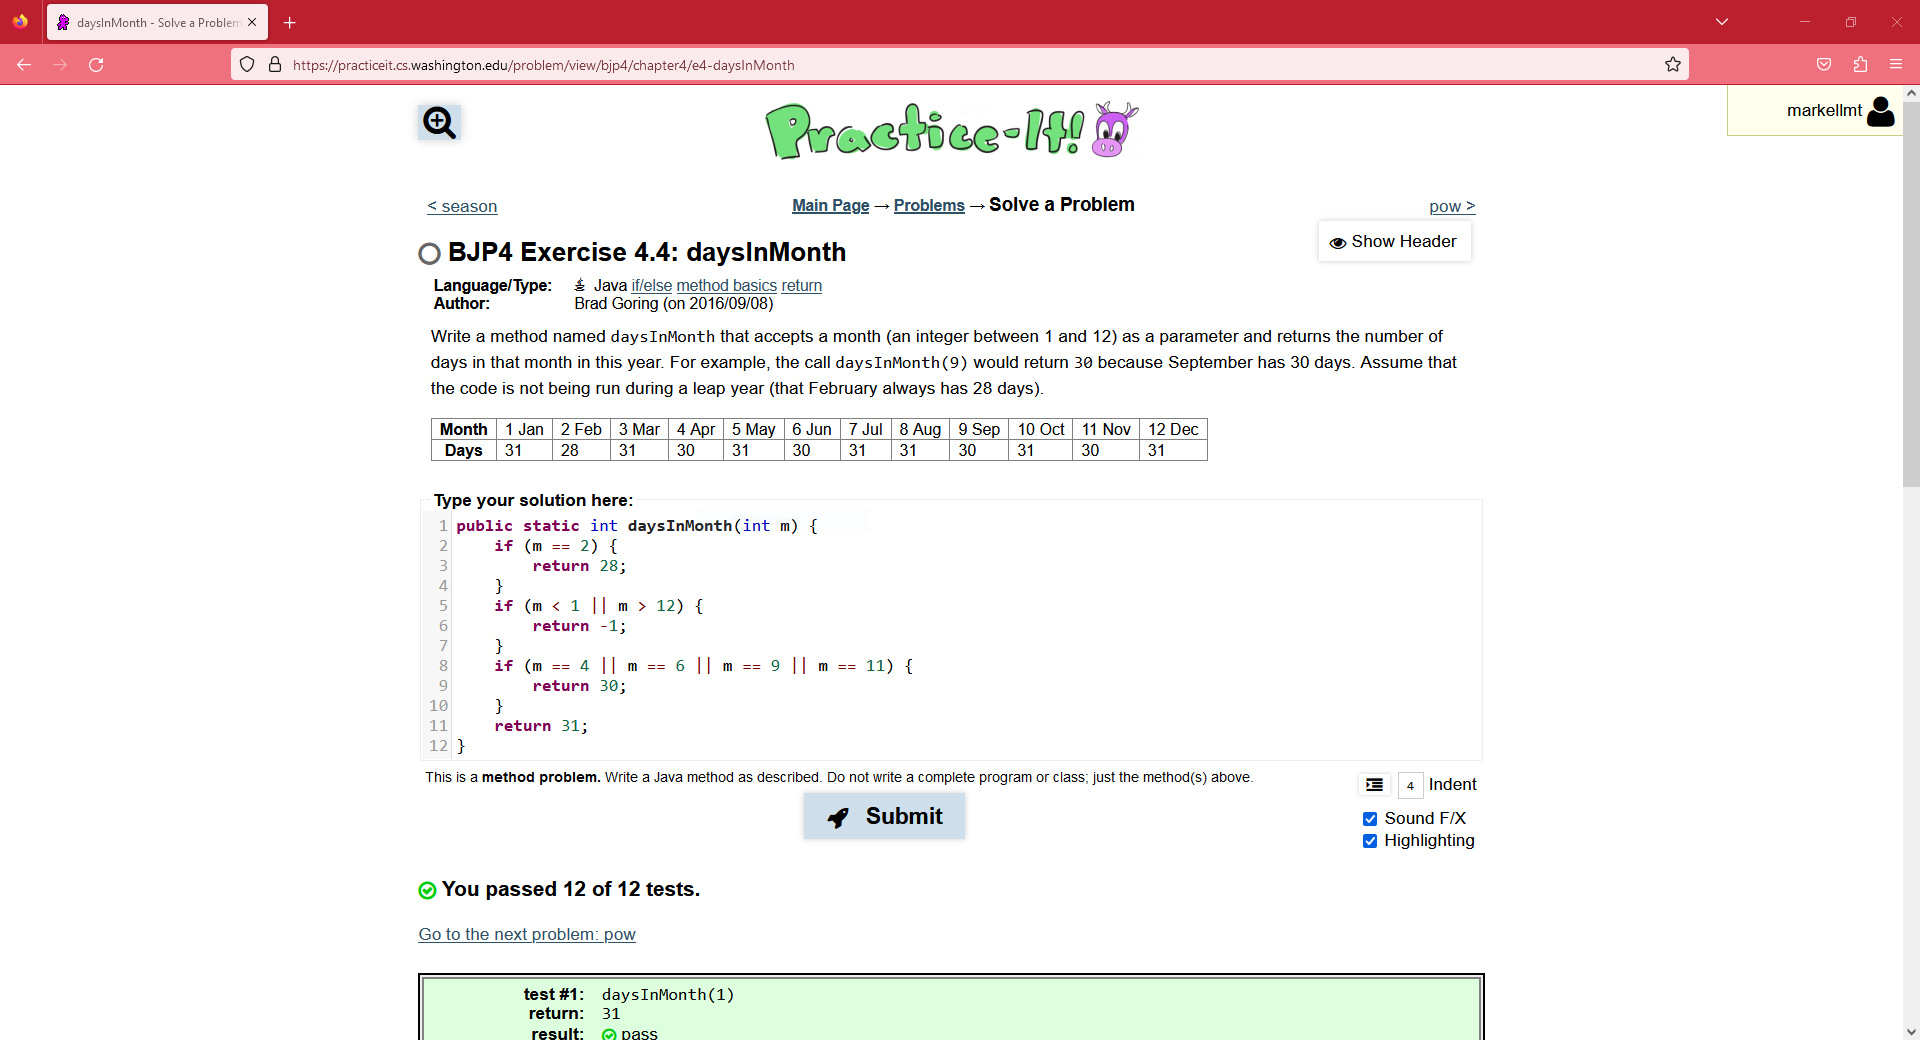 daysInMonth - Solve a Problem
https://practiceit.cs.washington.edu/problem/view/bjp4/chapter4/e4-daysInMonth
Practice-It!
markellmt
< season
Main Page → Problems → Solve a Problem
pow >
Show Header
BJP4 Exercise 4.4: daysInMonth
Language/Type: Java if/else method basics return
Author: Brad Goring (on 2016/09/08)
Write a method named daysInMonth that accepts a month (an integer between 1 and 12) as a parameter and returns the number of
days in that month in this year. For example, the call daysInMonth(9) would return 30 because September has 30 days. Assume that
the code is not being run during a leap year (that February always has 28 days).
Month 1 Jan 2 Feb 3 Mar 4 Apr 5 May 6 Jun 7 Jul 8 Aug 9 Sep 10 Oct 11 Nov 12 Dec
Days 31 28 31 30 31 30 31 31 30 31 30 31
Type your solution here:
1 public static int daysInMonth(int m) {
2     if (m == 2) {
3         return 28;
4     }
5     if (m < 1 || m > 12) {
6         return -1;
7     }
8     if (m == 4 || m == 6 || m == 9 || m == 11) {
9         return 30;
10     }
11     return 31;
12 }
This is a method problem. Write a Java method as described. Do not write a complete program or class; just the method(s) above.
4 Indent
Sound F/X
Highlighting
Submit
You passed 12 of 12 tests.
Go to the next problem: pow
test #1: daysInMonth(1)
return: 31
result: pass